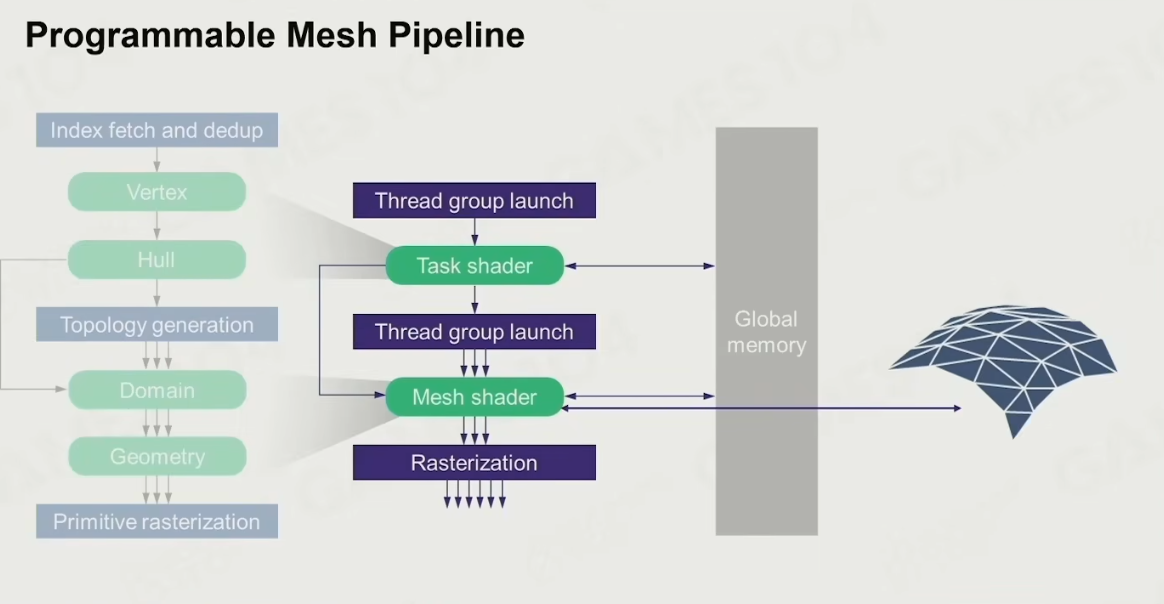 Programmable Mesh Pipeline
Index fetch and dedup
Vertex
Hull
Topology generation
Domain
Geometry
Primitive rasterization
Thread group launch
Task shader
Thread group launch
Mesh shader
Rasterization
Global
memory
GAMES104